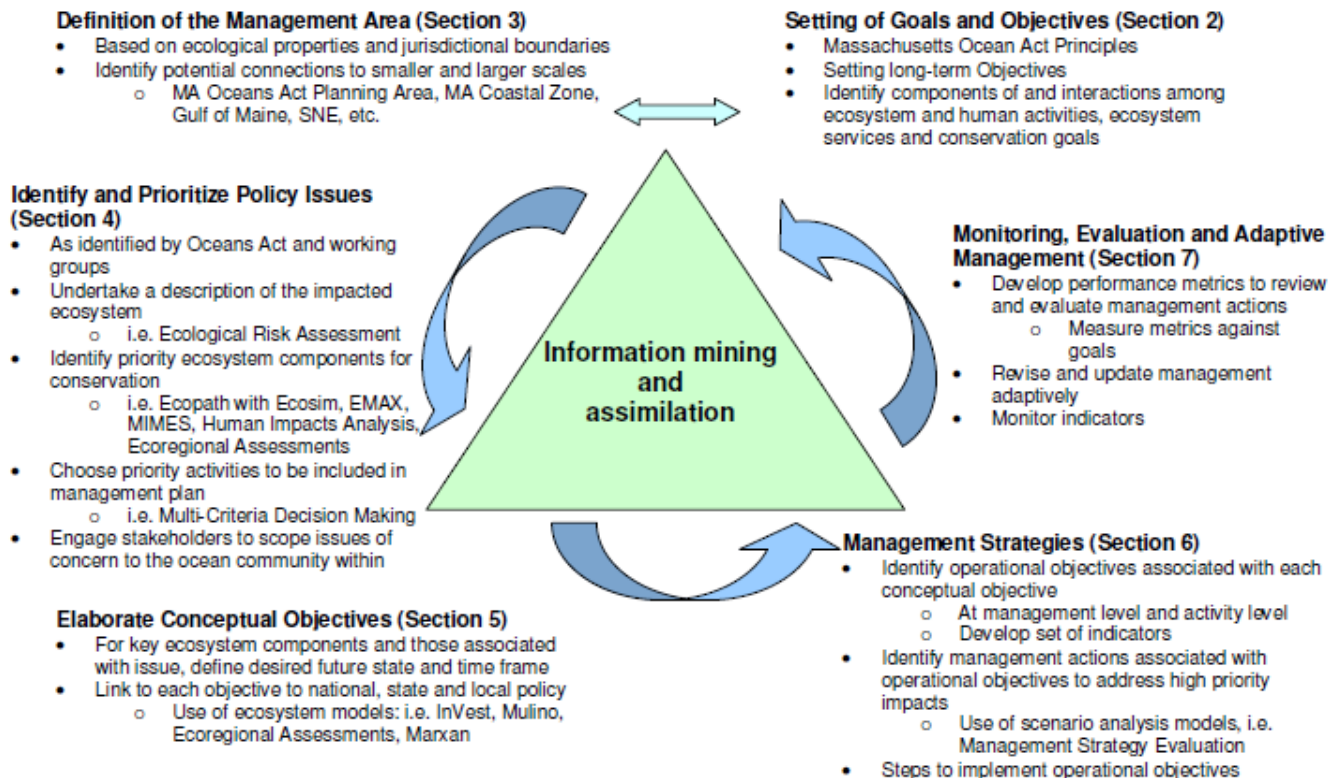 Definition of the Management Area (Section 3)
• Based on ecological properties and jurisdictional boundaries
• Identify potential connections to smaller and larger scales
o MA Oceans Act Planning Area, MA Coastal Zone,
Gulf of Maine, SNE, etc.
Setting of Goals and Objectives (Section 2)
• Massachusetts Ocean Act Principles
• Setting long-term Objectives
• Identify components of and interactions among
ecosystem and human activities, ecosystem
services and conservation goals
Identify and Prioritize Policy Issues
(Section 4)
• As identified by Oceans Act and working
groups
• Undertake a description of the impacted
ecosystem
o i.e. Ecological Risk Assessment
• Identify priority ecosystem components for
conservation
o i.e. Ecopath with Ecosim, EMAX,
MIMES, Human Impacts Analysis,
Ecoregional Assessments
• Choose priority activities to be included in
management plan
o i.e. Multi-Criteria Decision Making
• Engage stakeholders to scope issues of
concern to the ocean community within
Information mining
and
assimilation
Monitoring, Evaluation and Adaptive
Management (Section 7)
• Develop performance metrics to review
and evaluate management actions
o Measure metrics against
goals
• Revise and update management
adaptively
• Monitor indicators
Elaborate Conceptual Objectives (Section 5)
• For key ecosystem components and those associated
with issue, define desired future state and time frame
• Link to each objective to national, state and local policy
o Use of ecosystem models: i.e. InVest, Mulino,
Ecoregional Assessments, Marxan
Management Strategies (Section 6)
• Identify operational objectives associated with each
conceptual objective
o At management level and activity level
o Develop set of indicators
• Identify management actions associated with
operational objectives to address high priority
impacts
o Use of scenario analysis models, i.e.
Management Strategy Evaluation
• Steps to implement operational objectives